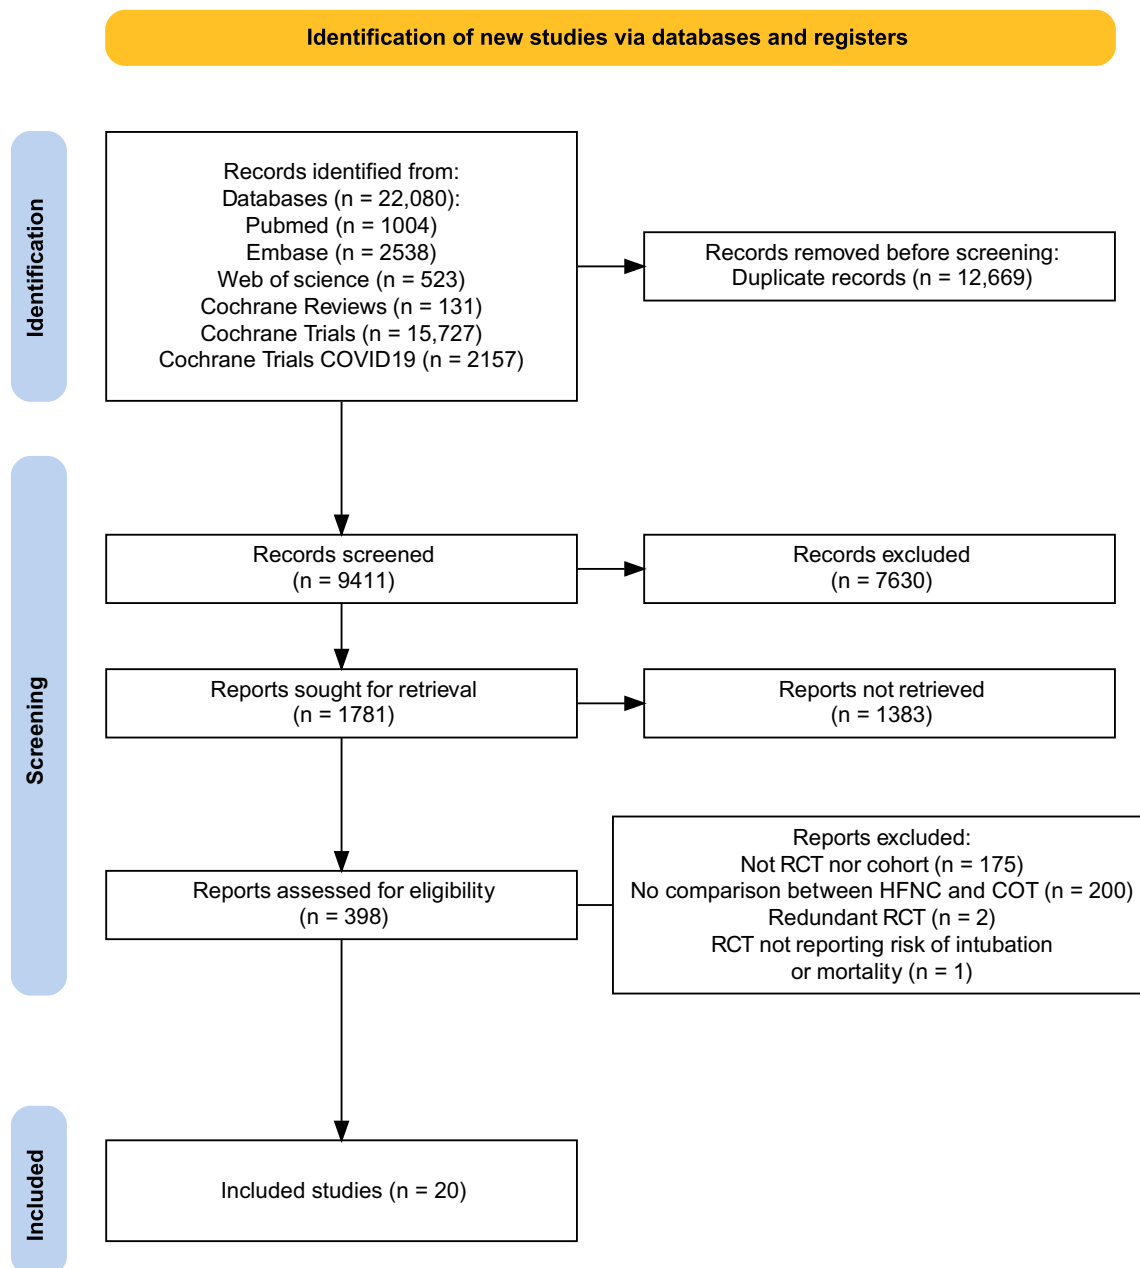 Identification of new studies via databases and registers
Identification
Records identified from:
Databases (n = 22,080):
Pubmed (n = 1004)
Embase (n = 2538)
Web of science (n = 523)
Cochrane Reviews (n = 131)
Cochrane Trials (n = 15,727)
Cochrane Trials COVID19 (n = 2157)
Records removed before screening:
Duplicate records (n = 12,669)
Screening
Records screened
(n = 9411)
Records excluded
(n = 7630)
Reports sought for retrieval
(n = 1781)
Reports not retrieved
(n = 1383)
Reports assessed for eligibility
(n = 398)
Reports excluded:
Not RCT nor cohort (n = 175)
No comparison between HFNC and COT (n = 200)
Redundant RCT (n = 2)
RCT not reporting risk of intubation
or mortality (n = 1)
Included
Included studies (n = 20)